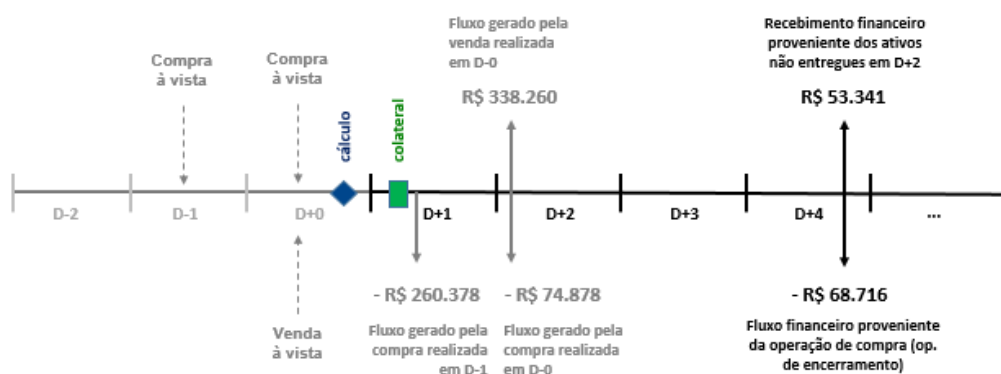 Fluxo gerado pela
venda realizada
em D-0
R$ 338.260
Recebimento financeiro
proveniente dos ativos
não entregues em D+2
R$ 53.341
Compra
à vista
Compra
à vista
cálculo
colateral
D-2
D-1
D+0
D+1
D+2
D+3
D+4
...
Venda
à vista
- R$ 260.378
Fluxo gerado pela
compra realizada
em D-1
- R$ 74.878
Fluxo gerado pela
compra realizada
em D-0
- R$ 68.716
Fluxo financeiro proveniente
da operação de compra (op.
de encerramento)